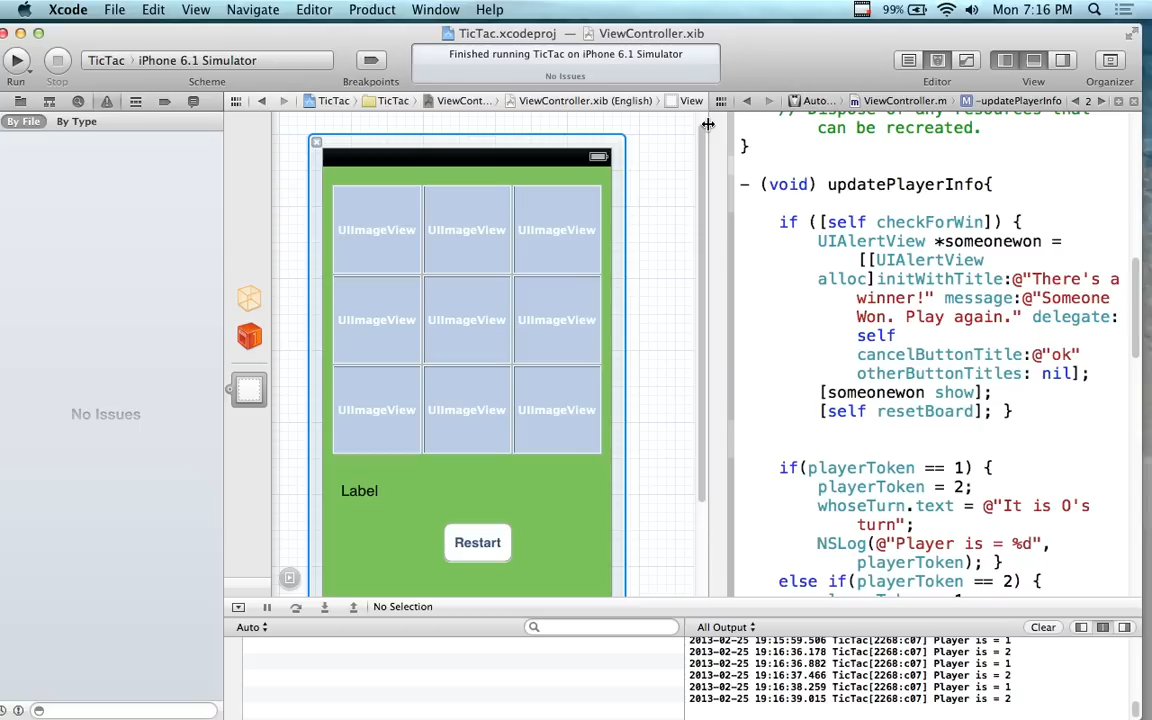 Xcode File Edit View Navigate Editor Product Window Help 99% Mon 7:16 PM
TicTac.xcodeproj — ViewController.xib
TicTac 〉 iPhone 6.1 Simulator
Finished running TicTac on iPhone 6.1 Simulator
No Issues
Run Stop Scheme Breakpoints Editor View Organizer
TicTac TicTac ViewCont... ViewController.xib (English) View Auto... ViewController.m M -updatePlayerInfo 2
By File By Type
No Issues
UIImageView UIImageView UIImageView
UIImageView UIImageView UIImageView
UIImageView UIImageView UIImageView
Label
Restart
// Dispose of any resources that
can be recreated.
}
- (void) updatePlayerInfo{
if ([self checkForWin]) {
UIAlertView *someonewon =
[[UIAlertView
alloc]initWithTitle:@"There's a
winner!" message:@"Someone
Won. Play again." delegate:
self
cancelButtonTitle:@"ok"
otherButtonTitles: nil];
[someonewon show];
[self resetBoard]; }
if(playerToken == 1) {
playerToken = 2;
whoseTurn.text = @"It is O's
turn";
NSLog(@"Player is = %d",
playerToken); }
else if(playerToken == 2) {
No Selection
Auto
All Output Clear
2013-02-25 19:15:59.506 TicTac[2268:c07] Player is = 1
2013-02-25 19:16:36.178 TicTac[2268:c07] Player is = 2
2013-02-25 19:16:36.882 TicTac[2268:c07] Player is = 1
2013-02-25 19:16:37.466 TicTac[2268:c07] Player is = 2
2013-02-25 19:16:38.259 TicTac[2268:c07] Player is = 1
2013-02-25 19:16:39.015 TicTac[2268:c07] Player is = 2